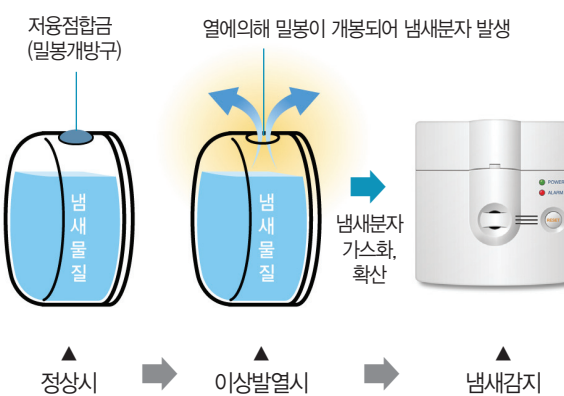 저융점합금
(밀봉개방구)
열에의해 밀봉이 개봉되어 냄새분자 발생
냄새물질
냄새물질
냄새분자
가스화,
확산
POWER
ALARM
RESET
▲
정상시
▲
이상발열시
▲
냄새감지